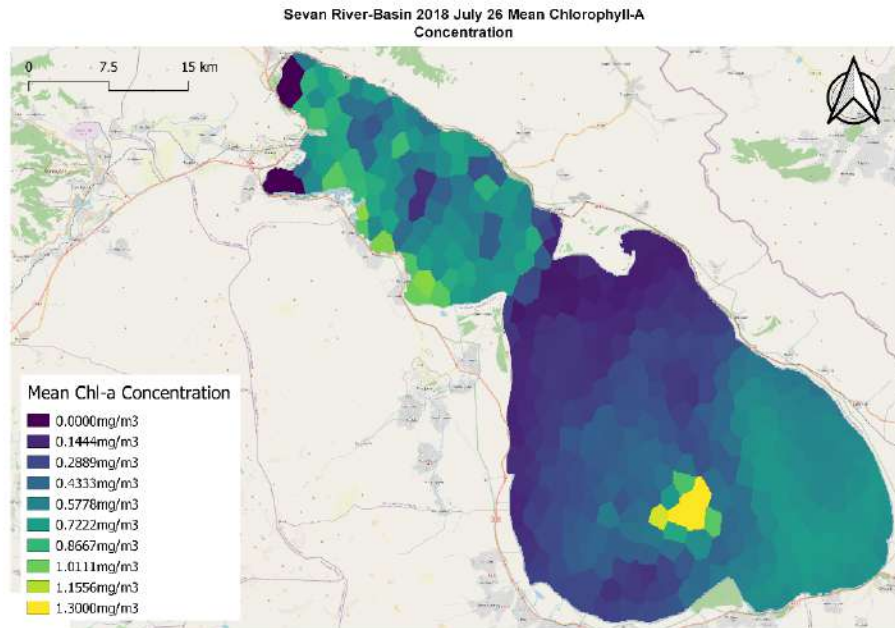 Sevan River-Basin 2018 July 26 Mean Chlorophyll-A
Concentration
0 7.5 15 km
Mean Chl-a Concentration
0.0000mg/m3
0.1444mg/m3
0.2889mg/m3
0.4333mg/m3
0.5778mg/m3
0.7222mg/m3
0.8667mg/m3
1.0111mg/m3
1.1556mg/m3
1.3000mg/m3